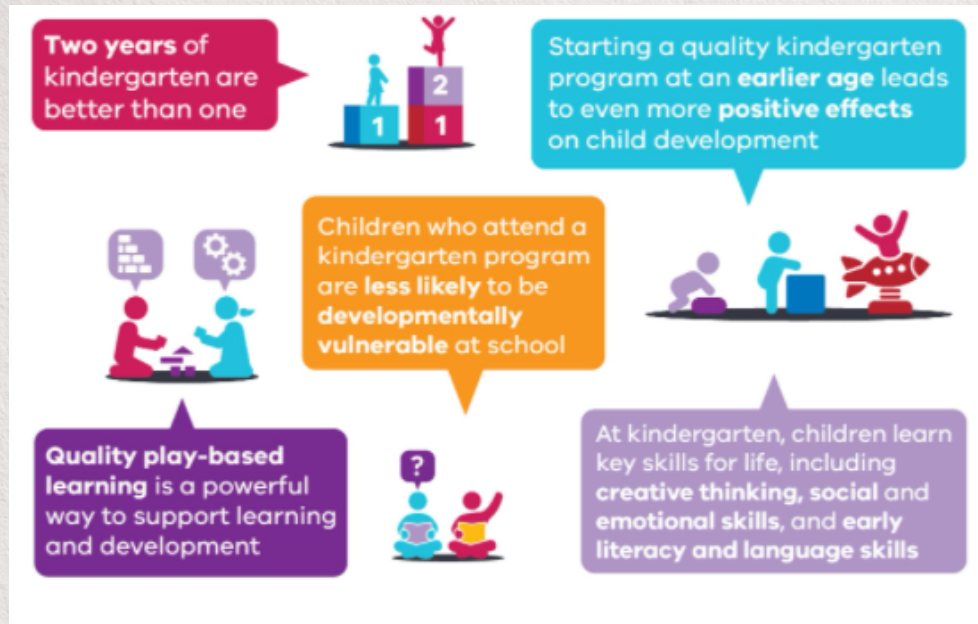 Two years of
kindergarten are
better than one
2
1
1
Starting a quality kindergarten
program at an earlier age leads
to even more positive effects
on child development
Children who attend a
kindergarten program
are less likely to be
developmentally
vulnerable at school
Quality play-based
learning is a powerful
way to support learning
and development
?
At kindergarten, children learn
key skills for life, including
creative thinking, social and
emotional skills, and early
literacy and language skills